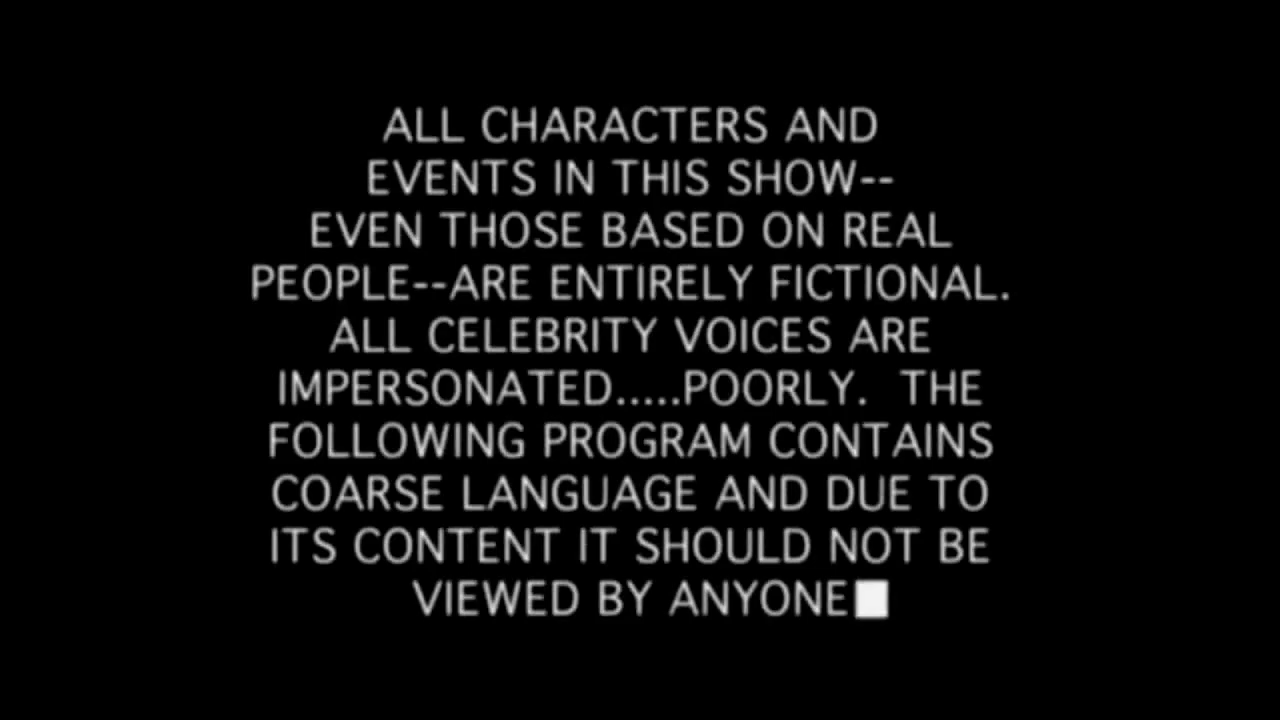 ALL CHARACTERS AND
EVENTS IN THIS SHOW--
EVEN THOSE BASED ON REAL
PEOPLE--ARE ENTIRELY FICTIONAL.
ALL CELEBRITY VOICES ARE
IMPERSONATED.....POORLY.  THE
FOLLOWING PROGRAM CONTAINS
COARSE LANGUAGE AND DUE TO
ITS CONTENT IT SHOULD NOT BE
VIEWED BY ANYONE